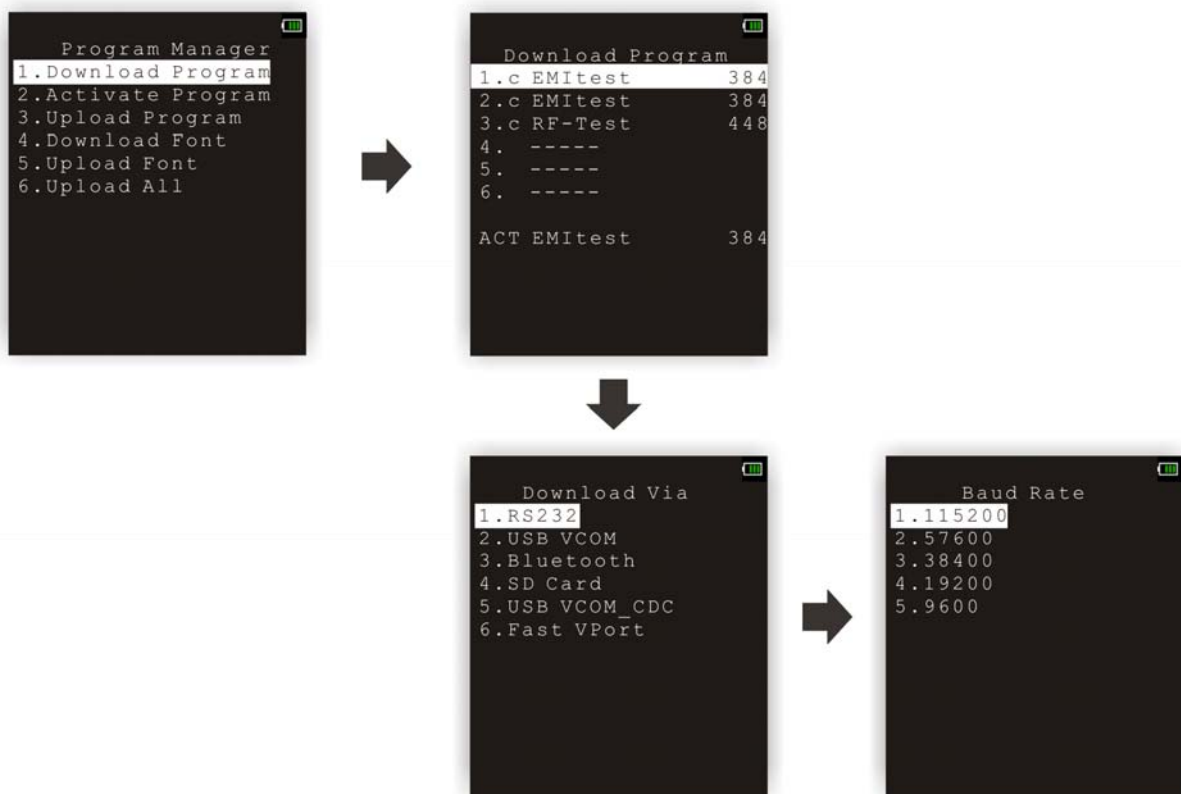 Program Manager
1.Download Program
2.Activate Program
3.Upload Program
4.Download Font
5.Upload Font
6.Upload All
Download Program
1.c EMItest 384
2.c EMItest 384
3.c RF-Test 448
4. -----
5. -----
6. -----
ACT EMItest 384
Download Via
1.RS232
2.USB VCOM
3.Bluetooth
4.SD Card
5.USB VCOM_CDC
6.Fast VPort
Baud Rate
1.115200
2.57600
3.38400
4.19200
5.9600